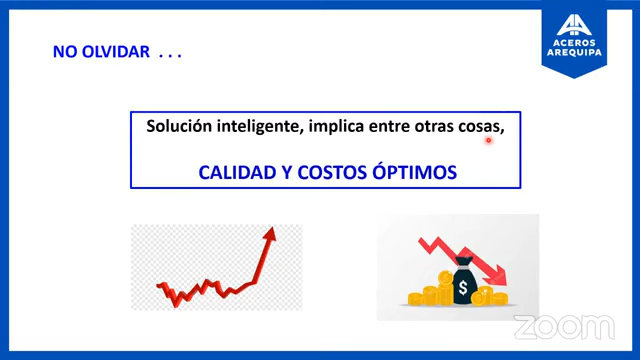 NO OLVIDAR . . .
ACEROS
AREQUIPA
Solución inteligente, implica entre otras cosas,
CALIDAD Y COSTOS ÓPTIMOS
$
zoom